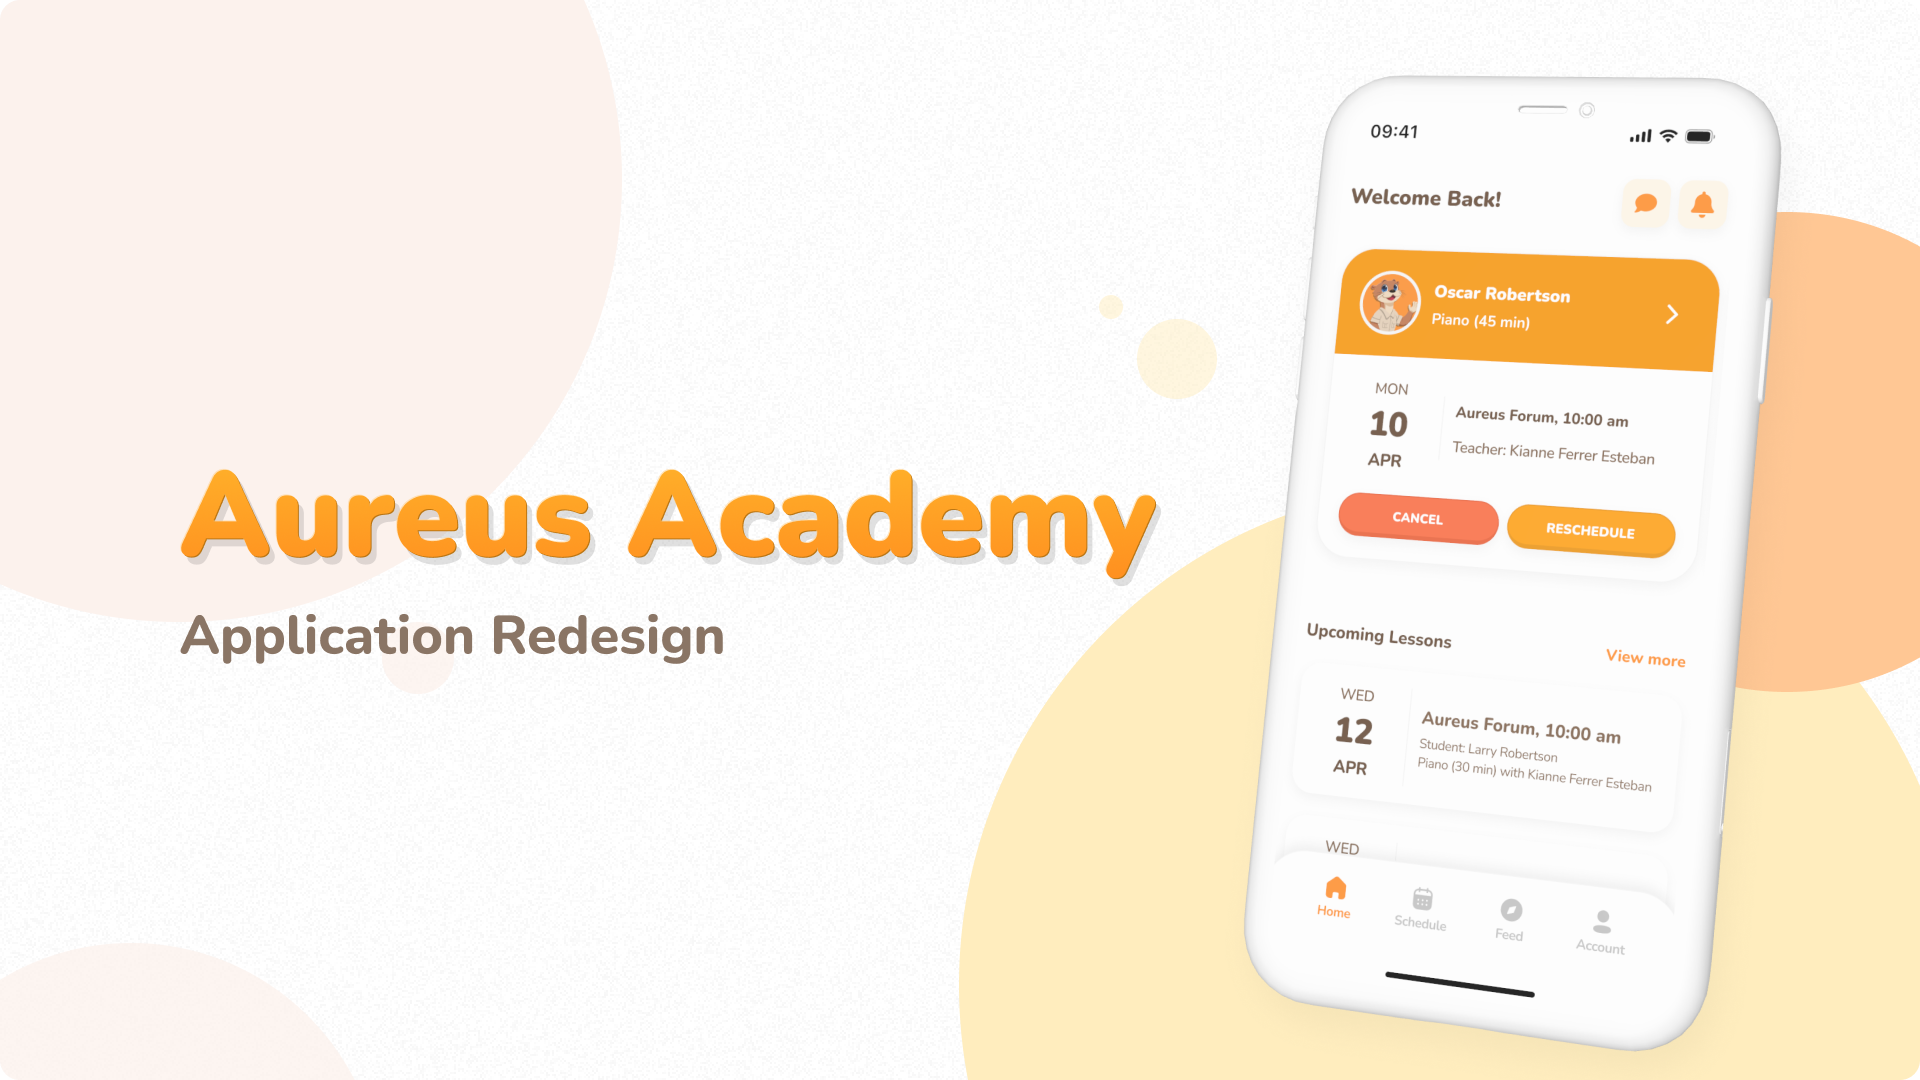 Aureus Academy
Application Redesign
09:41
Welcome Back!
Oscar Robertson
Piano (45 min)
MON
10
APR
Aureus Forum, 10:00 am
Teacher: Kianne Ferrer Esteban
CANCEL
RESCHEDULE
Upcoming Lessons
View more
WED
12
APR
Aureus Forum, 10:00 am
Student: Larry Robertson
Piano (30 min) with Kianne Ferrer Esteban
WED
Home
Schedule
Feed
Account